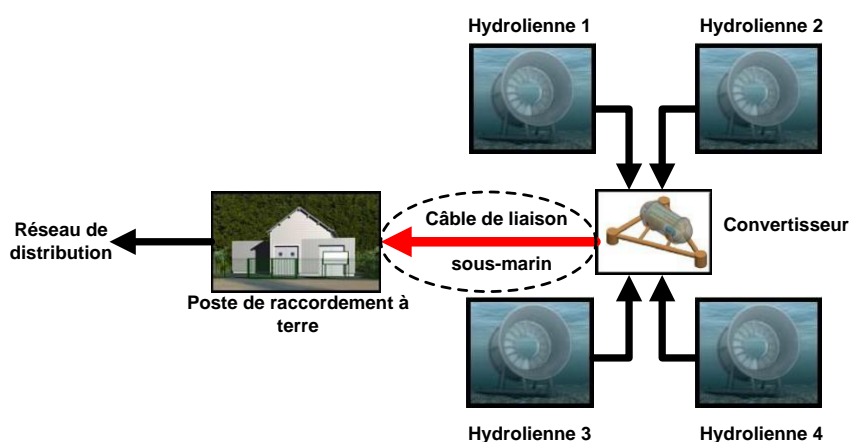 Hydrolienne 1
Hydrolienne 2
Câble de liaison
sous-marin
Convertisseur
Réseau de
distribution
Poste de raccordement à
terre
Hydrolienne 3
Hydrolienne 4